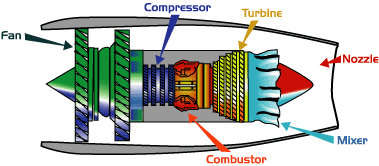 Compressor
Turbine
Fan
Nozzle
Mixer
Combustor